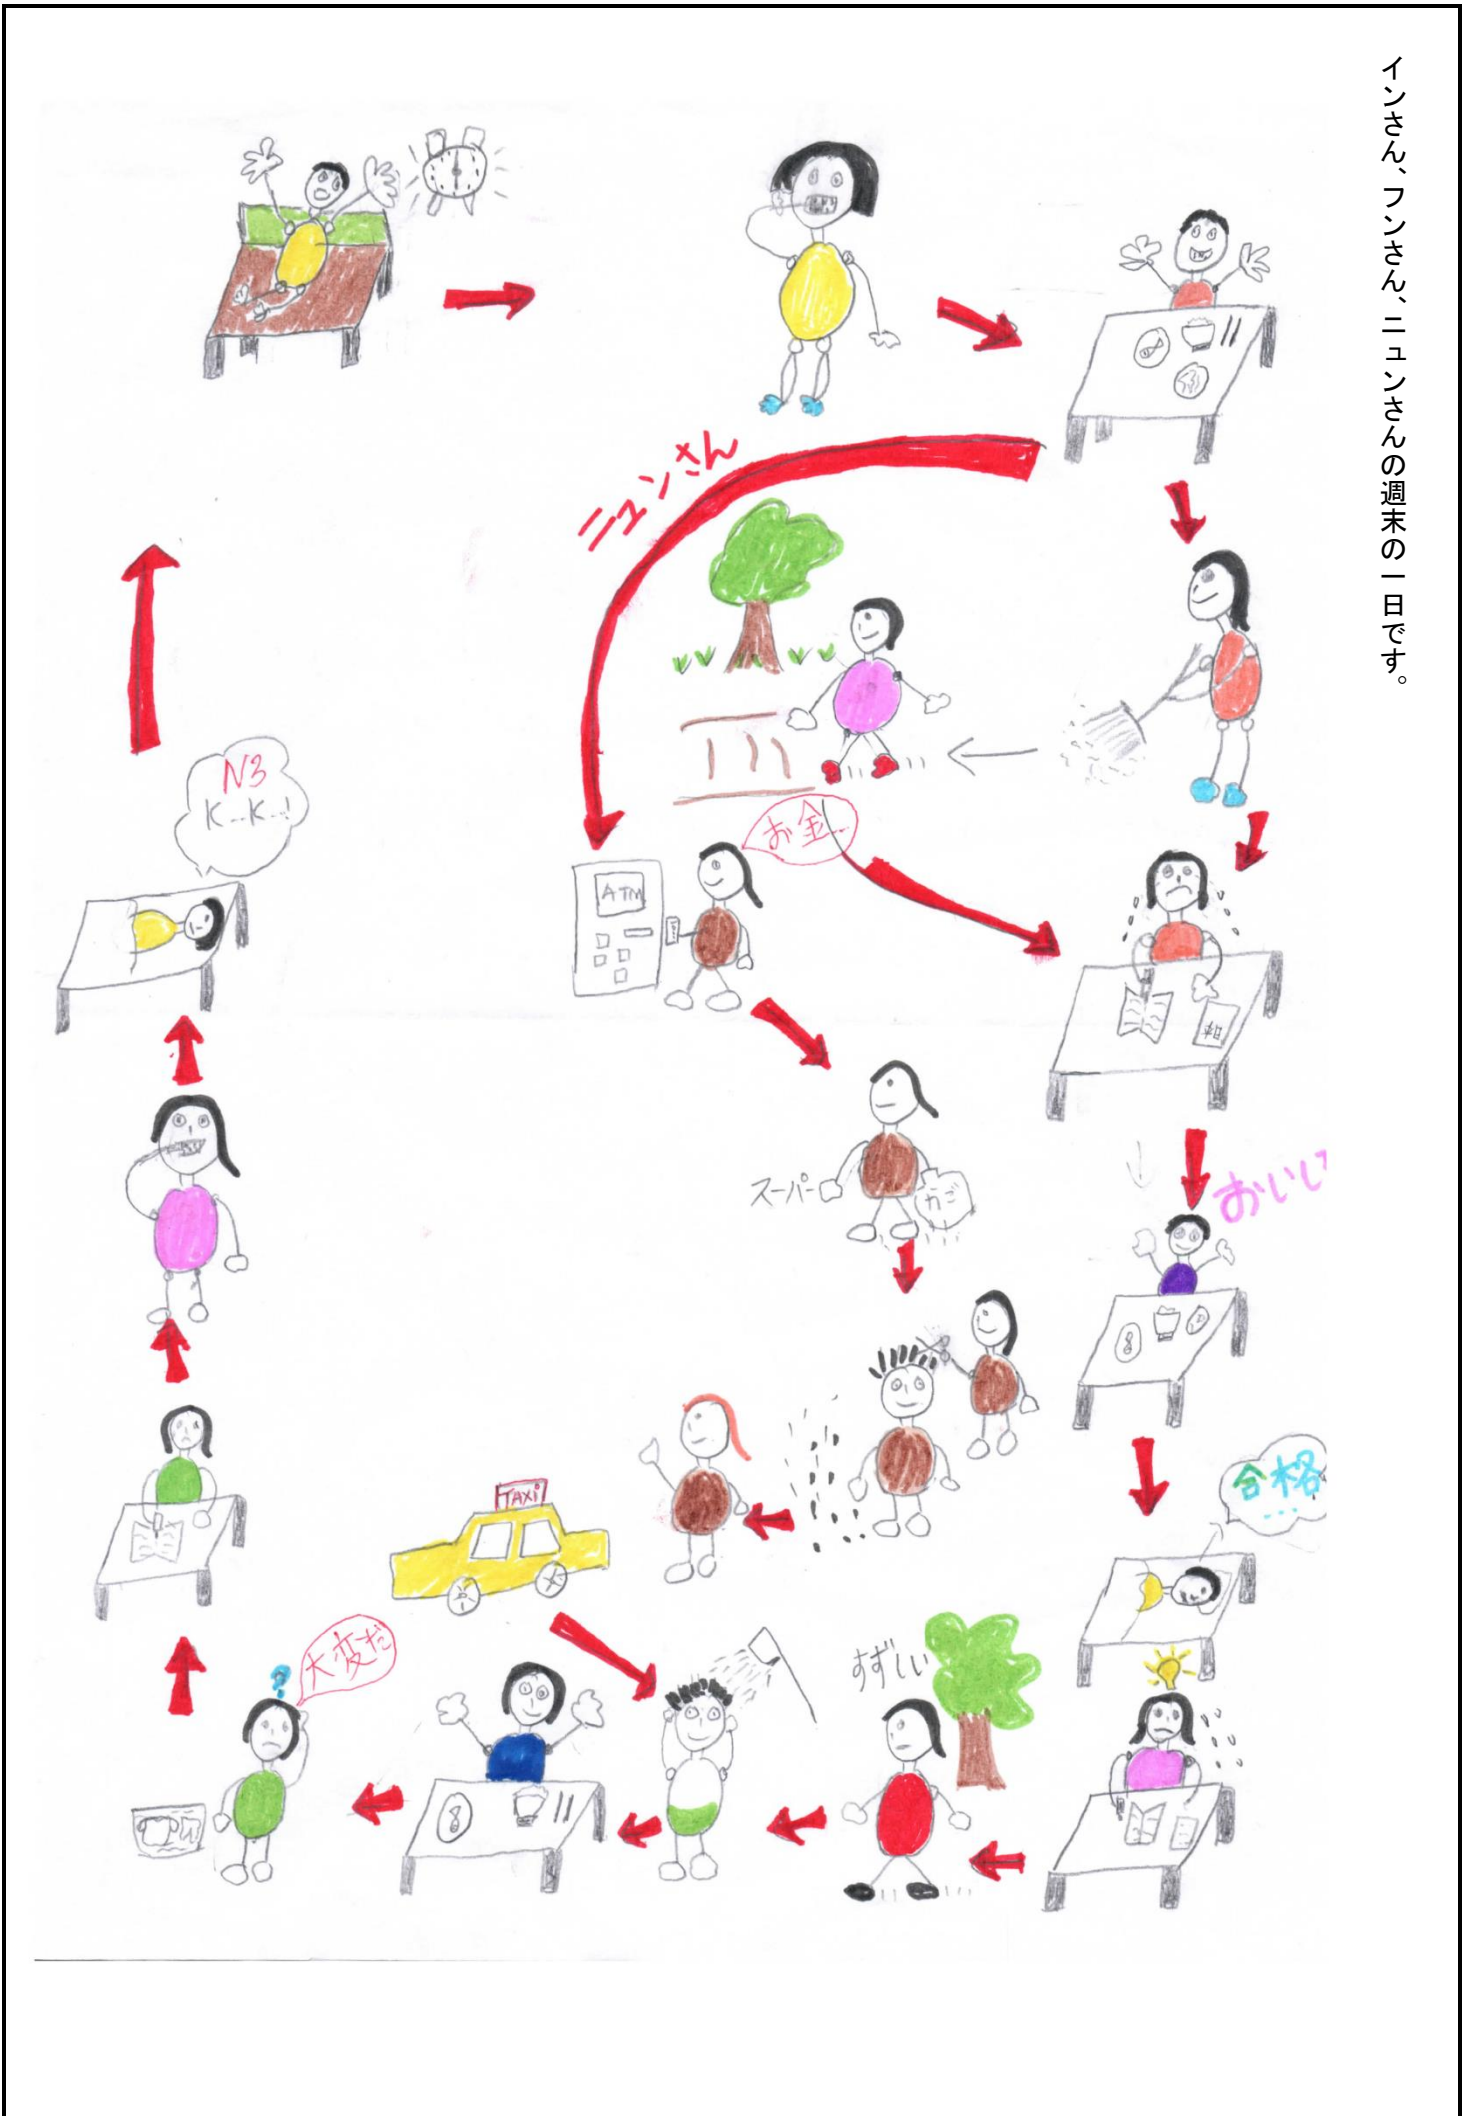 インさん、フンさん、ニュンさんの週末の一日です。
ニュンさん
N3
K...K...!
お金...
ATM
スーパー
かご
おいしい
合格
...
TAXi
すずしい
?
大変だ